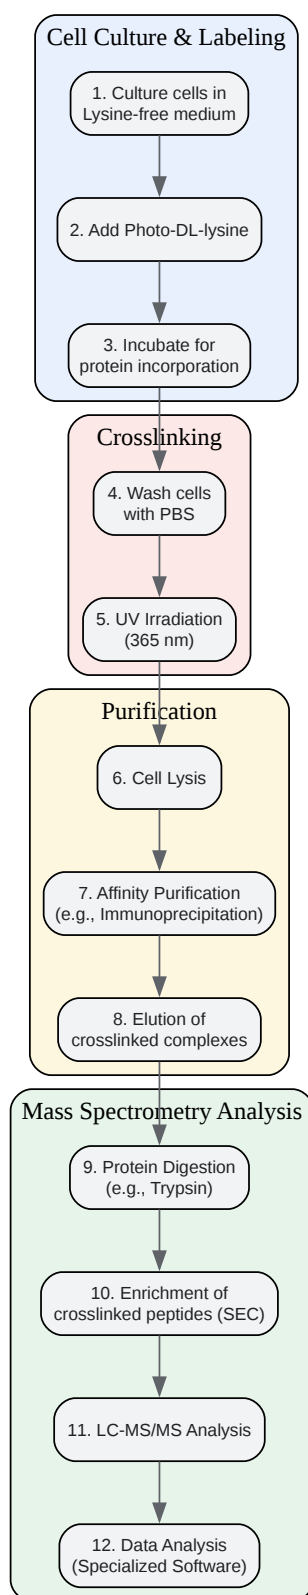 Cell Culture & Labeling
1. Culture cells in
Lysine-free medium
2. Add Photo-DL-lysine
3. Incubate for
protein incorporation
Crosslinking
4. Wash cells
with PBS
5. UV Irradiation
(365 nm)
Purification
6. Cell Lysis
7. Affinity Purification
(e.g., Immunoprecipitation)
8. Elution of
crosslinked complexes
Mass Spectrometry Analysis
9. Protein Digestion
(e.g., Trypsin)
10. Enrichment of
crosslinked peptides (SEC)
11. LC-MS/MS Analysis
12. Data Analysis
(Specialized Software)